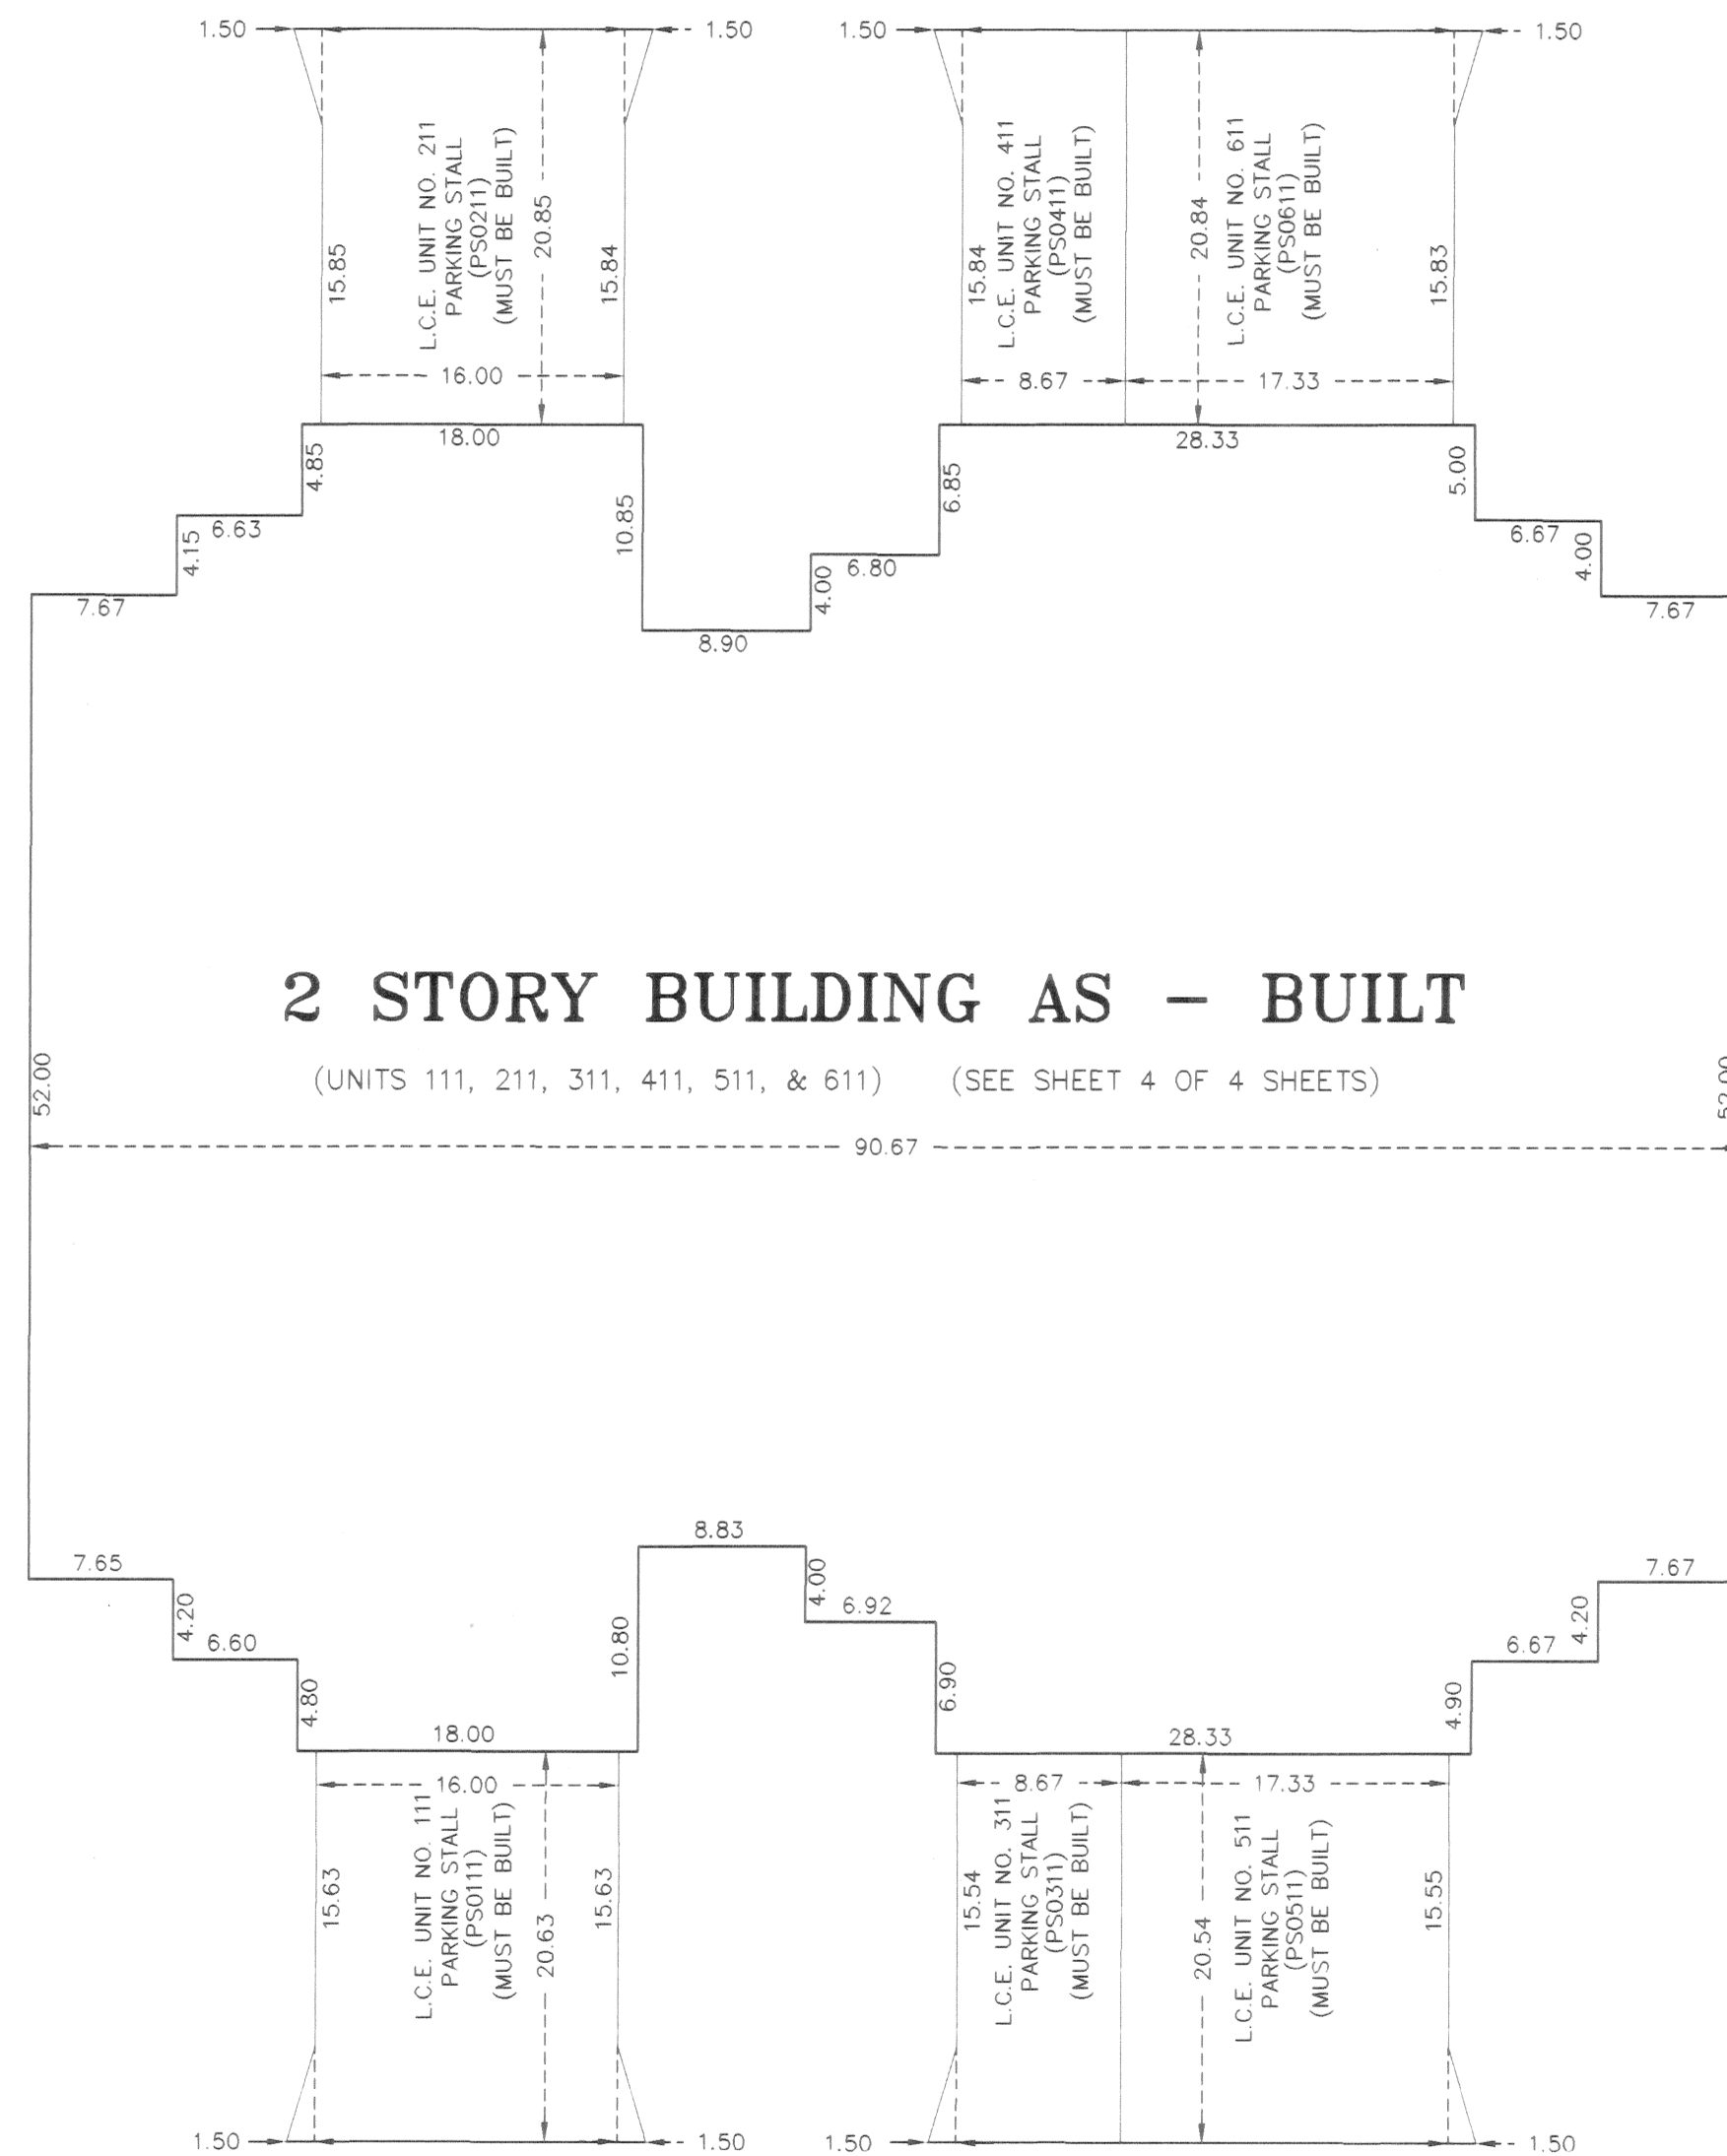 1.50 1.50 1.50 1.50
L.C.E. UNIT NO. 211
PARKING STALL
(PS0211)
(MUST BE BUILT)
15.85
20.85
15.84
16.00
L.C.E. UNIT NO. 411
PARKING STALL
(PS0411)
(MUST BE BUILT)
15.84
20.84
L.C.E. UNIT NO. 611
PARKING STALL
(PS0611)
(MUST BE BUILT)
15.83
8.67 17.33
18.00 28.33
4.85
6.63
4.15
7.67
10.85
8.90
4.00
6.80
6.85
5.00
6.67
4.00
7.67
2 STORY BUILDING AS - BUILT
(UNITS 111, 211, 311, 411, 511, & 611) (SEE SHEET 4 OF 4 SHEETS)
52.00
52.00
90.67
7.65
4.20
6.60
4.80
18.00
10.80
8.83
4.00
6.92
6.90
28.33
4.90
6.67
4.20
7.67
16.00
L.C.E. UNIT NO. 111
PARKING STALL
(PS0111)
(MUST BE BUILT)
15.63
20.63
15.63
8.67 17.33
L.C.E. UNIT NO. 311
PARKING STALL
(PS0311)
(MUST BE BUILT)
15.54
20.54
L.C.E. UNIT NO. 511
PARKING STALL
(PS0511)
(MUST BE BUILT)
15.55
1.50 1.50 1.50 1.50